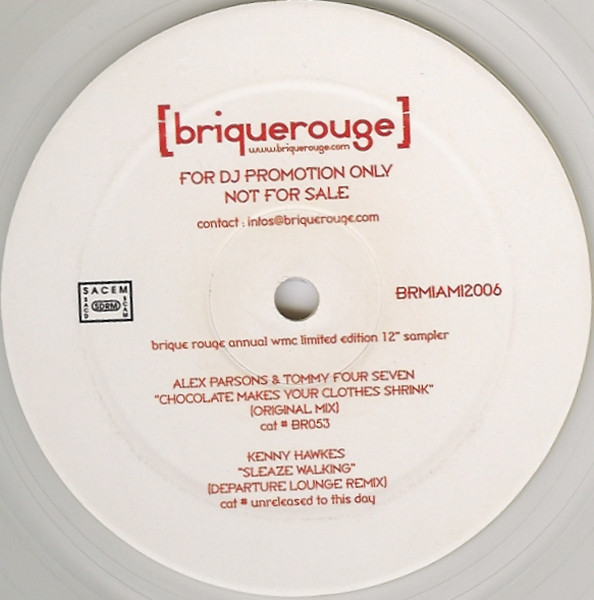 [briquerouge]
www.briquerouge.com
FOR DJ PROMOTION ONLY
NOT FOR SALE
contact : infos@briquerouge.com
SACEM
SACD
SDRM
SCAM
BRMIAMI2006
brique rouge annual wmc limited edition 12" sampler
ALEX PARSONS & TOMMY FOUR SEVEN
"CHOCOLATE MAKES YOUR CLOTHES SHRINK"
(ORIGINAL MIX)
cat # BR053
KENNY HAWKES
"SLEAZE WALKING"
(DEPARTURE LOUNGE REMIX)
cat # unreleased to this day